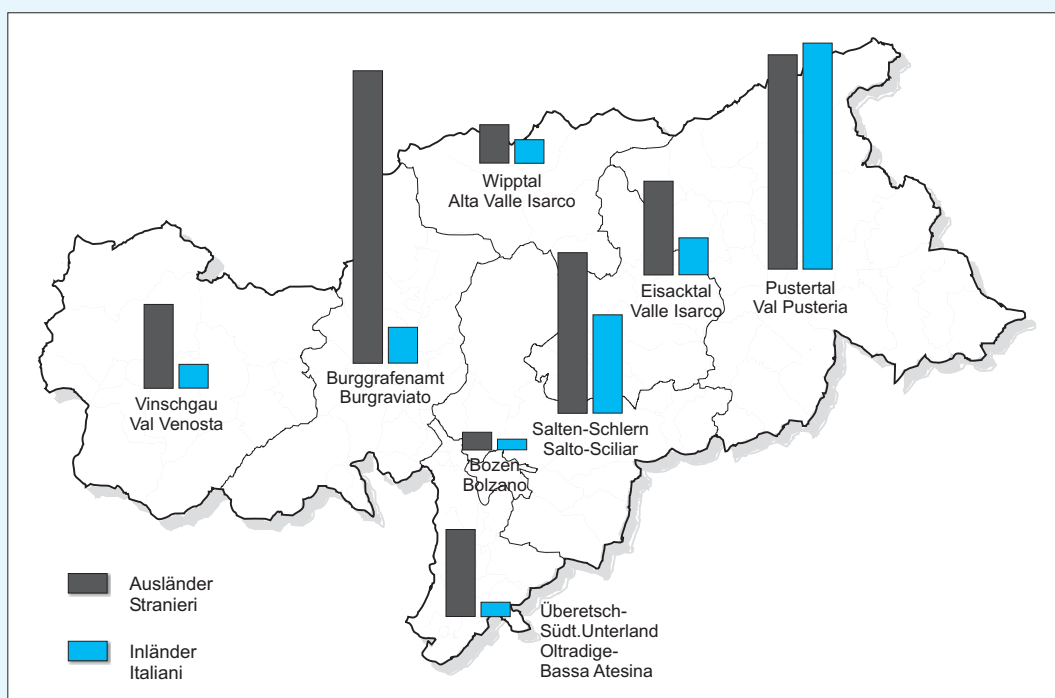 Wipptal
Alta Valle Isarco
Eisacktal
Valle Isarco
Pustertal
Val Pusteria
Burggrafenamt
Burgraviato
Vinschgau
Val Venosta
Salten-Schlern
Salto-Sciliar
Bozen
Bolzano
Überetsch-
Südt.Unterland
Oltradige-
Bassa Atesina
Ausländer
Stranieri
Inländer
Italiani